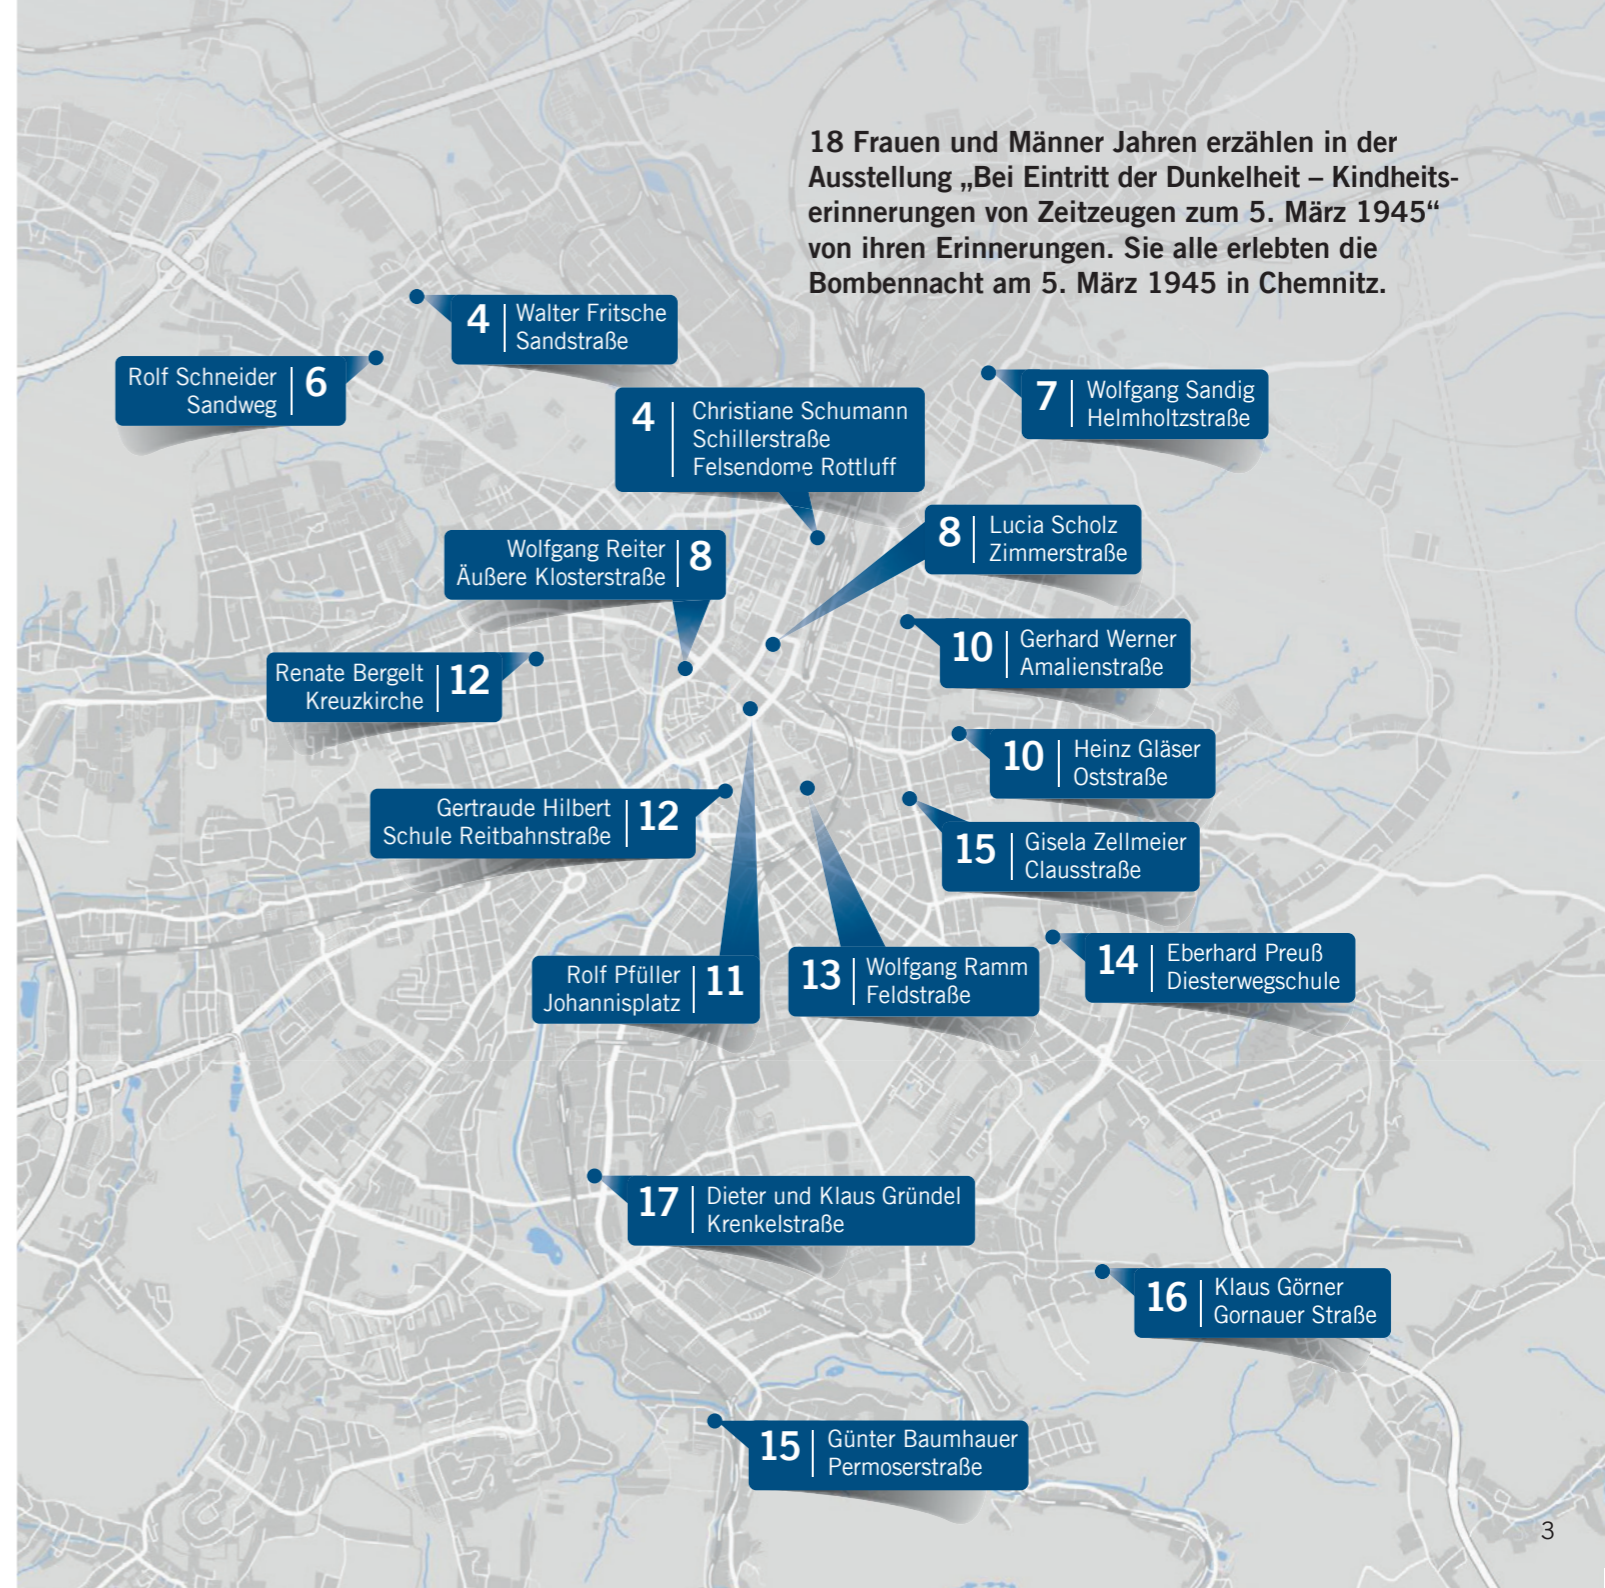 18 Frauen und Männer Jahren erzählen in der
Ausstellung „Bei Eintritt der Dunkelheit – Kindheits-
erinnerungen von Zeitzeugen zum 5. März 1945“
von ihren Erinnerungen. Sie alle erlebten die
Bombennacht am 5. März 1945 in Chemnitz.
4
Walter Fritsche
Sandstraße
Rolf Schneider
Sandweg
6
4
Christiane Schumann
Schillerstraße
Felsendome Rottluff
7
Wolfgang Sandig
Helmholtzstraße
8
Lucia Scholz
Zimmerstraße
Wolfgang Reiter
Äußere Klosterstraße
8
10
Gerhard Werner
Amalienstraße
Renate Bergelt
Kreuzkirche
12
10
Heinz Gläser
Oststraße
Gertraude Hilbert
Schule Reitbahnstraße
12
15
Gisela Zellmeier
Clausstraße
Rolf Pfüller
Johannisplatz
11
13
Wolfgang Ramm
Feldstraße
14
Eberhard Preuß
Diesterwegschule
17
Dieter und Klaus Gründel
Krenkelstraße
16
Klaus Görner
Gornauer Straße
15
Günter Baumhauer
Permoserstraße
3